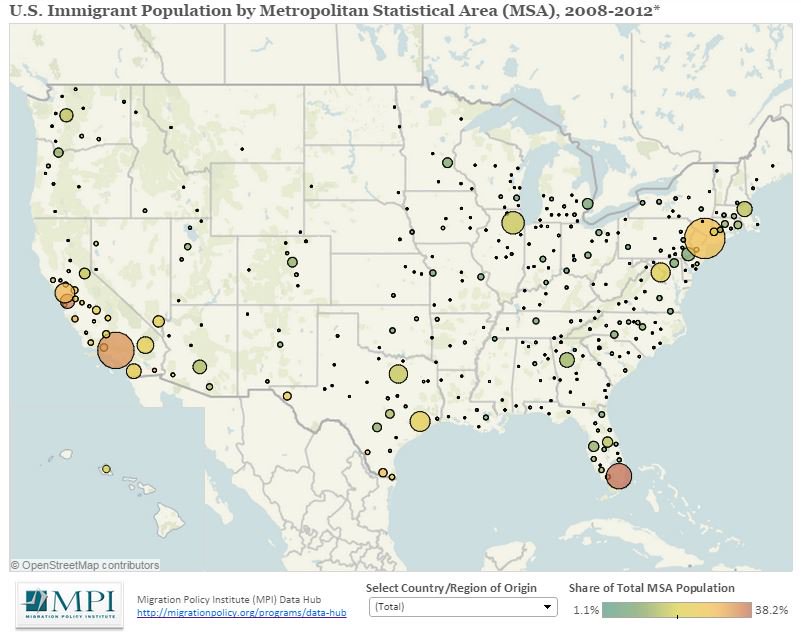 U.S. Immigrant Population by Metropolitan Statistical Area (MSA), 2008-2012*
© OpenStreetMap contributors
MPI
MIGRATION POLICY INSTITUTE
Migration Policy Institute (MPI) Data Hub
http://migrationpolicy.org/programs/data-hub
Select Country/Region of Origin
(Total)
Share of Total MSA Population
1.1% 38.2%